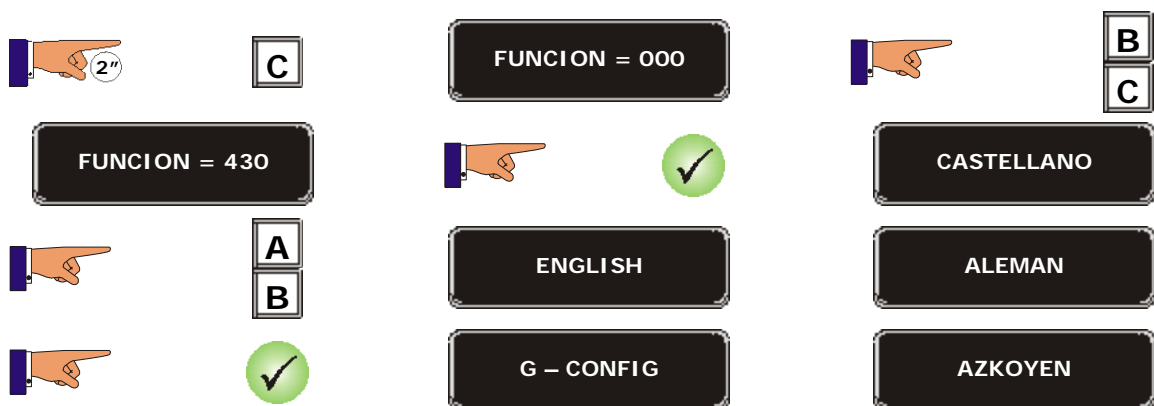 2"
C
FUNCION = 000
B
C
FUNCION = 430
CASTELLANO
A
B
ENGLISH
ALEMAN
G – CONFIG
AZKOYEN